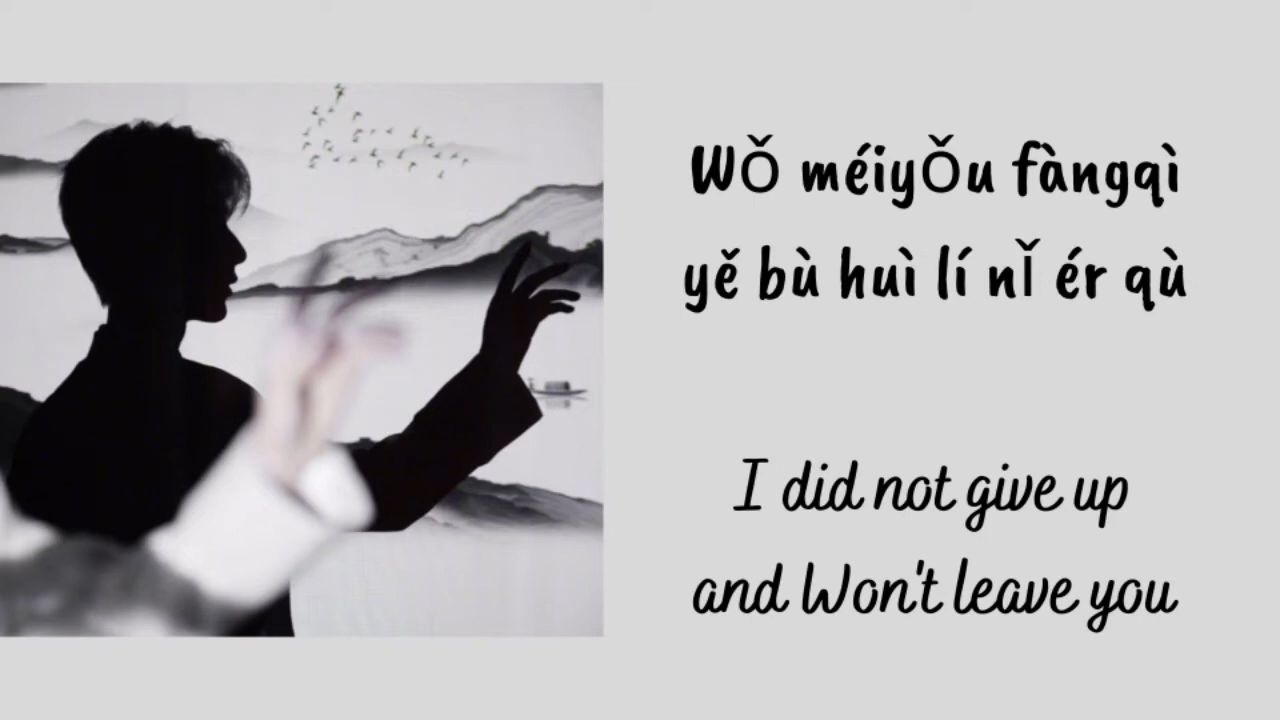 Wǒ méiyǒu fàngqì
yě bù huì lí nǐ ér qù
I did not give up
and Won't leave you